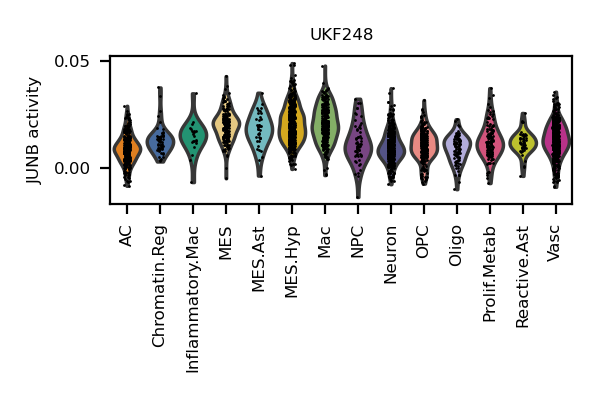 UKF248
JUNB activity
0.05
0.00
AC
Chromatin.Reg
Inflammatory.Mac
MES
MES.Ast
MES.Hyp
Mac
NPC
Neuron
OPC
Oligo
Prolif.Metab
Reactive.Ast
Vasc